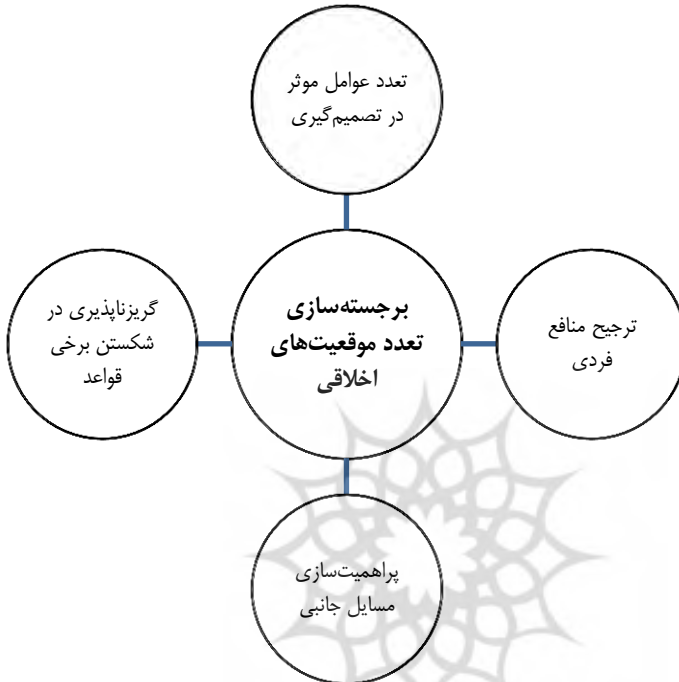 تعدد عوامل موثر
در تصمیم‌گیری
ترجیح منافع
فردی
برجسته‌سازی
تعدد موقعیت‌های
اخلاقی
گریزناپذیری در
شکستن برخی
قواعد
پراهمیت‌سازی
مسایل جانبی